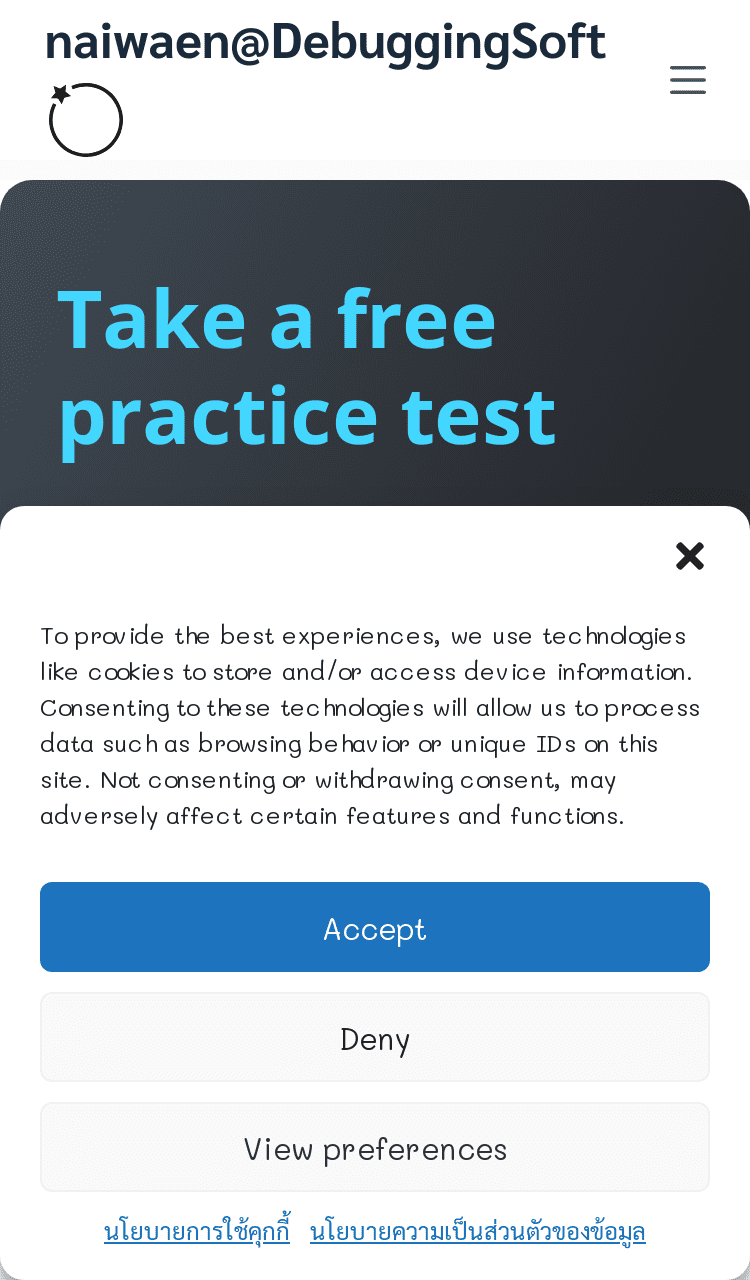 naiwaen@DebuggingSoft
Take a free
practice test
To provide the best experiences, we use technologies
like cookies to store and/or access device information.
Consenting to these technologies will allow us to process
data such as browsing behavior or unique IDs on this
site. Not consenting or withdrawing consent, may
adversely affect certain features and functions.
Accept
Deny
View preferences
นโยบายการใช้คุกกี้ นโยบายความเป็นส่วนตัวของข้อมูล